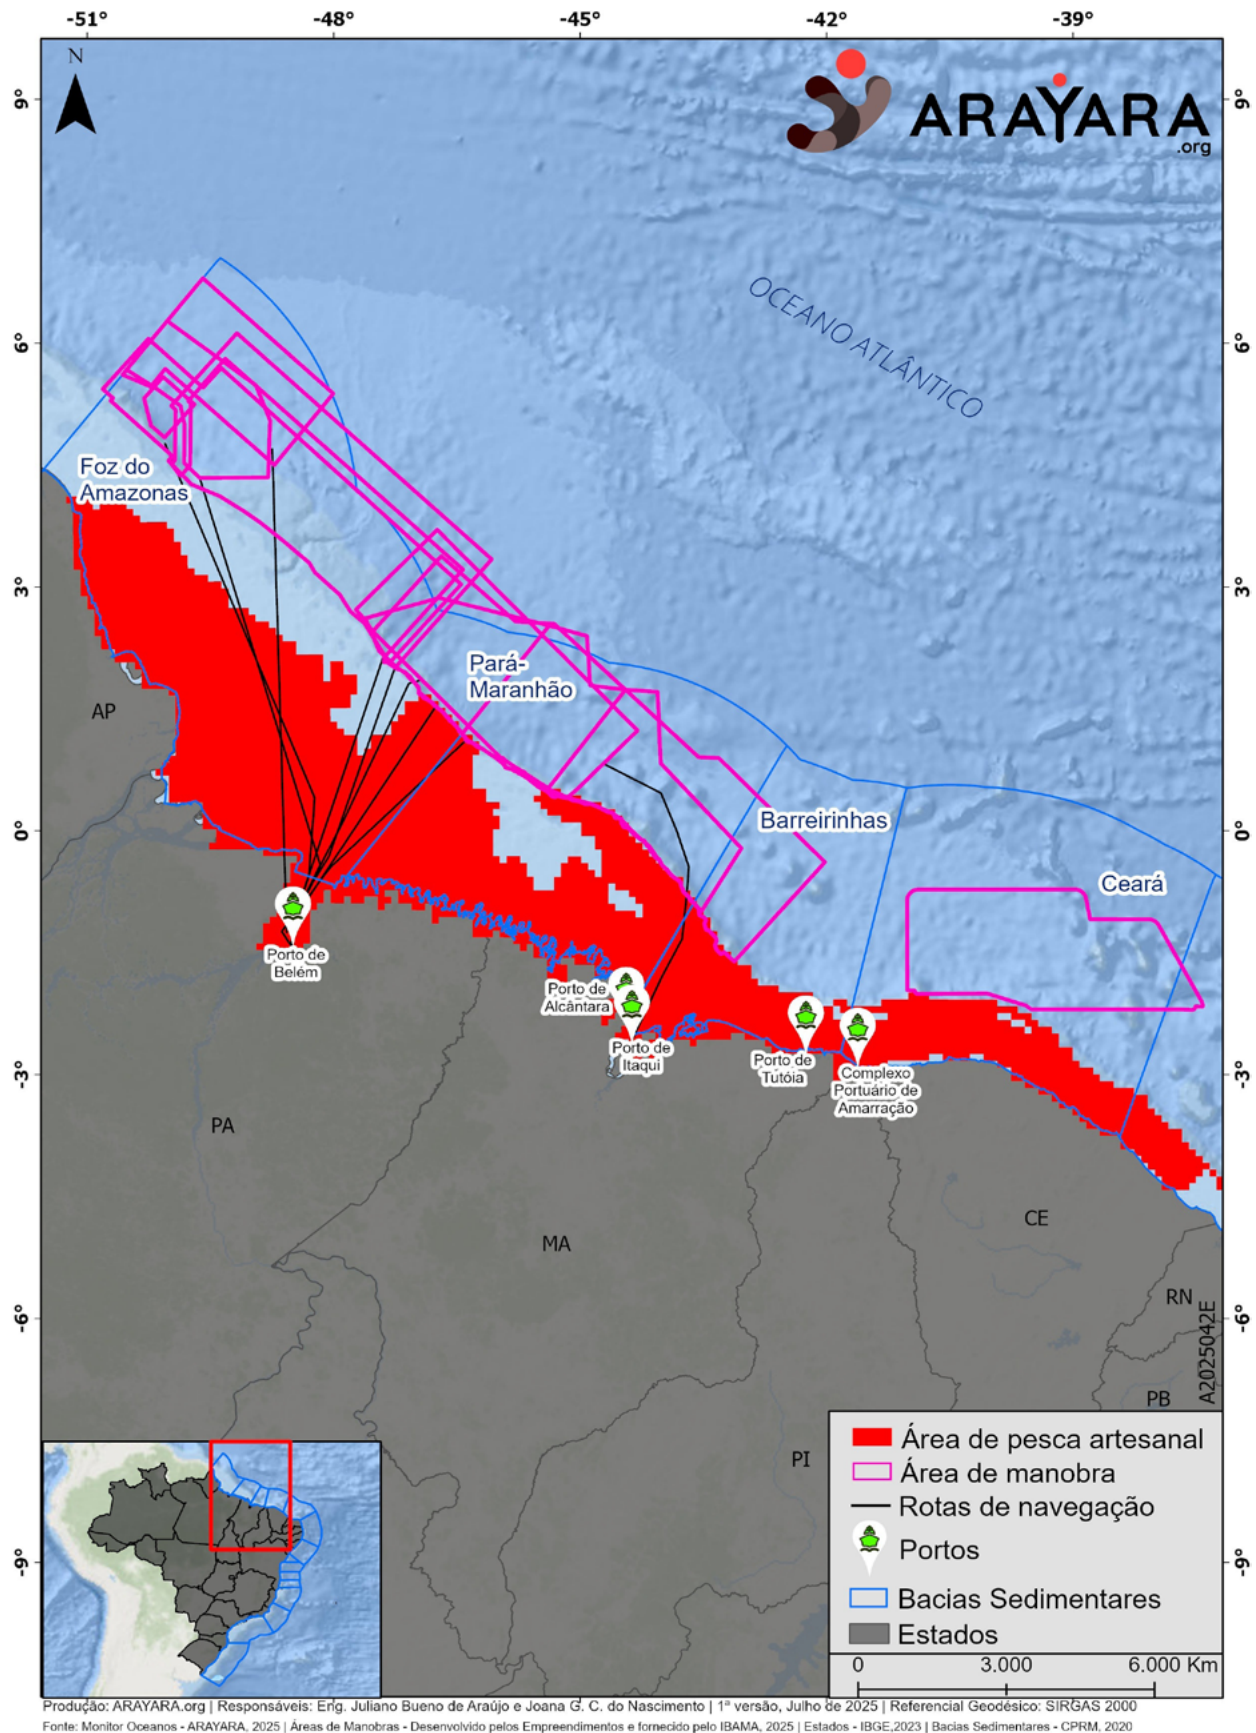 -51° -48° -45° -42° -39°
N
ARAYARA
.org
9° 9°
OCEANO ATLÂNTICO
6° 6°
Foz do
Amazonas
3° 3°
Pará-
Maranhão
AP
Barreirinhas
0° 0°
Ceará
Porto de
Belém
Porto de
Alcântara
Porto de
Itaqui
Porto de
Tutóia
Complexo
Portuário de
Amarração
-3° -3°
PA
MA
CE
RN
PB
PI
A2025042E
-6° -6°
-9° -9°
Área de pesca artesanal
Área de manobra
Rotas de navegação
Portos
Bacias Sedimentares
Estados
0 3.000 6.000 Km
Produção: ARAYARA.org | Responsáveis: Eng. Juliano Bueno de Araújo e Joana G. C. do Nascimento | 1ª versão, Julho de 2025 | Referencial Geodésico: SIRGAS 2000
Fonte: Monitor Oceanos - ARAYARA, 2025 | Áreas de Manobras - Desenvolvido pelos Empreendimentos e fornecido pelo IBAMA, 2025 | Estados - IBGE,2023 | Bacias Sedimentares - CPRM, 2020